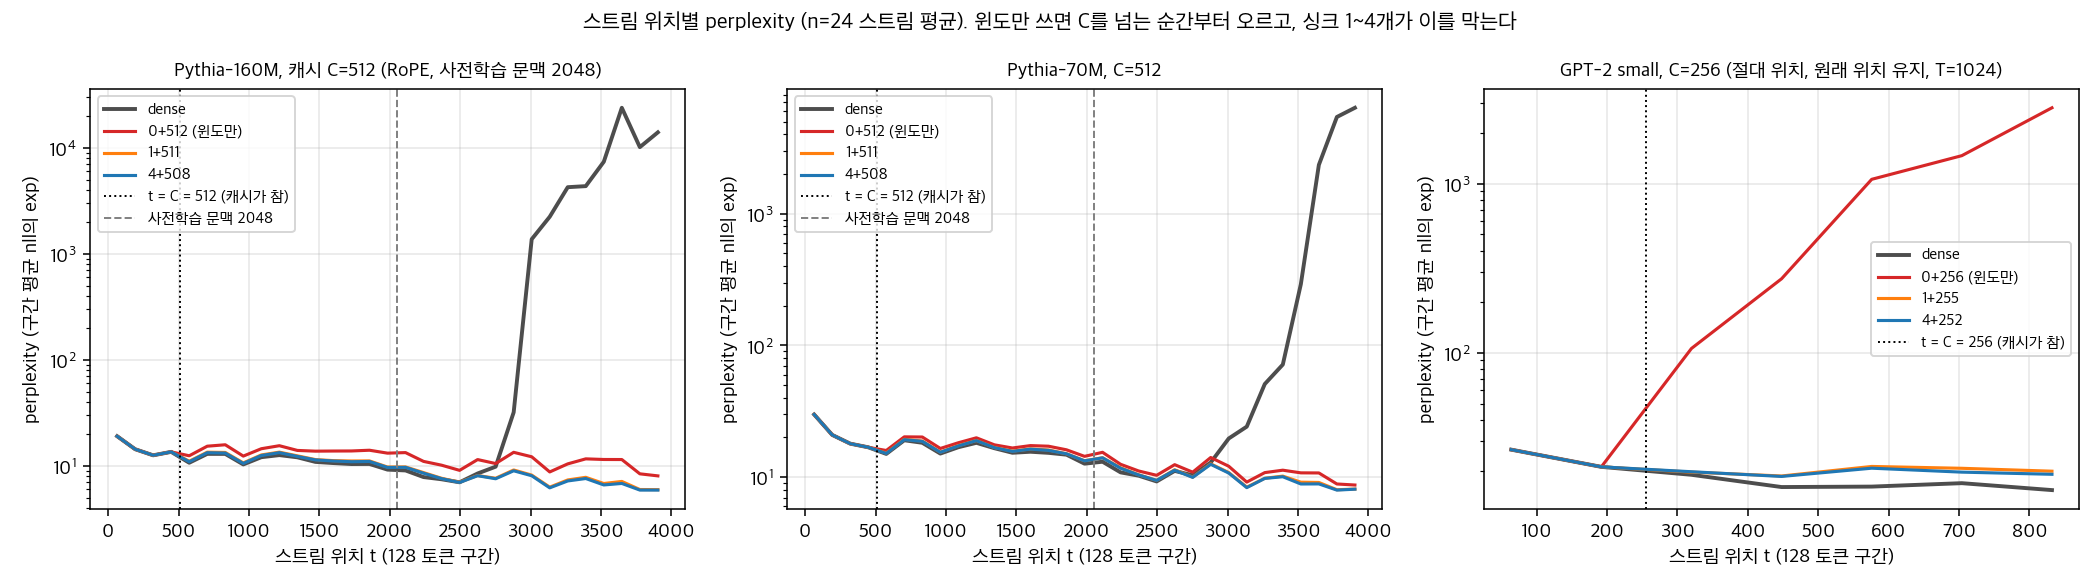 스트림 위치별 perplexity (n=24 스트림 평균). 윈도만 쓰면 C를 넘는 순간부터 오르고, 싱크 1~4개가 이를 막는다
Pythia-160M, 캐시 C=512 (RoPE, 사전학습 문맥 2048)
perplexity (구간 평균 nll의 exp)
10^4
10^3
10^2
10^1
dense
0+512 (윈도만)
1+511
4+508
t = C = 512 (캐시가 참)
사전학습 문맥 2048
0 500 1000 1500 2000 2500 3000 3500 4000
스트림 위치 t (128 토큰 구간)
Pythia-70M, C=512
perplexity (구간 평균 nll의 exp)
10^3
10^2
10^1
dense
0+512 (윈도만)
1+511
4+508
t = C = 512 (캐시가 참)
사전학습 문맥 2048
0 500 1000 1500 2000 2500 3000 3500 4000
스트림 위치 t (128 토큰 구간)
GPT-2 small, C=256 (절대 위치, 원래 위치 유지, T=1024)
perplexity (구간 평균 nll의 exp)
10^3
10^2
dense
0+256 (윈도만)
1+255
4+252
t = C = 256 (캐시가 참)
100 200 300 400 500 600 700 800
스트림 위치 t (128 토큰 구간)